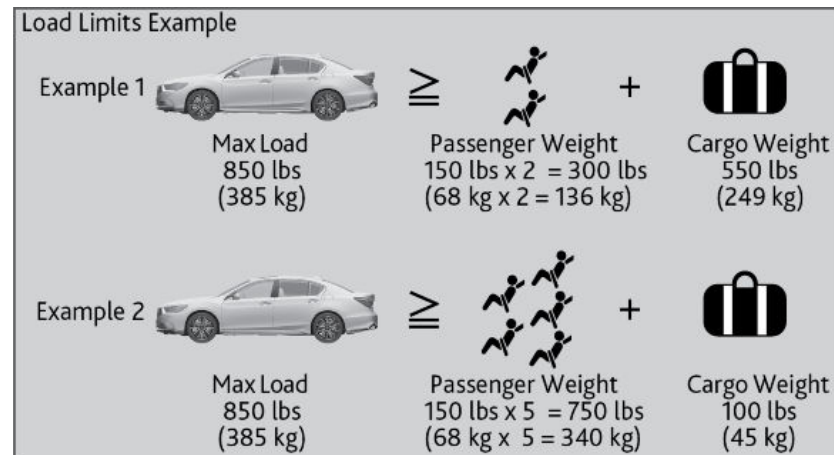 Load Limits Example
Example 1
≧
+
Max Load
Passenger Weight
Cargo Weight
850 lbs
150 lbs x 2 = 300 lbs
550 lbs
(385 kg)
(68 kg x 2 = 136 kg)
(249 kg)
Example 2
≧
+
Max Load
Passenger Weight
Cargo Weight
850 lbs
150 lbs x 5 = 750 lbs
100 lbs
(385 kg)
(68 kg x 5 = 340 kg)
(45 kg)